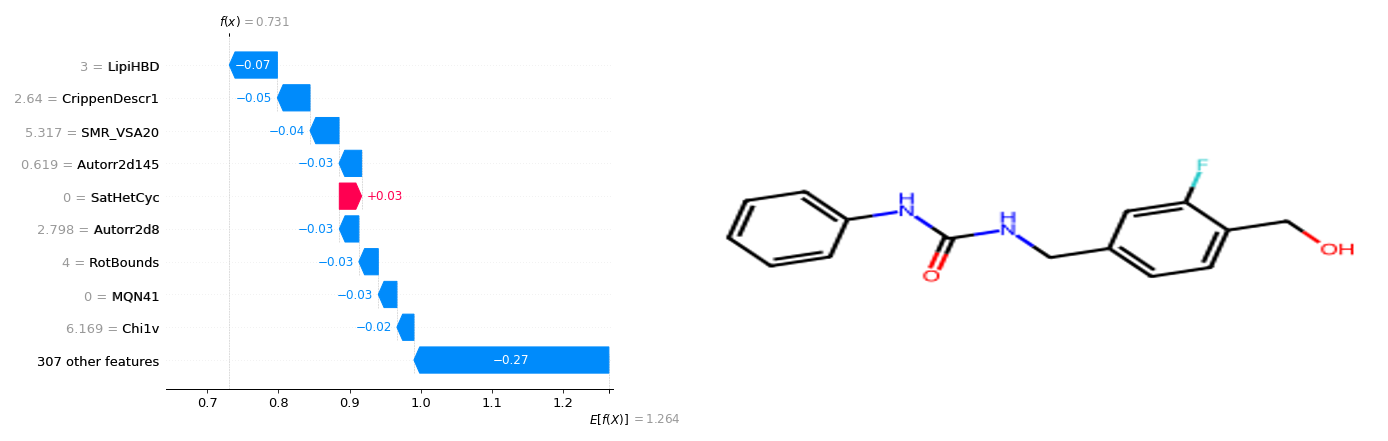 f(x) = 0.731
3 = LipiHBD
−0.07
2.64 = CrippenDescr1
−0.05
5.317 = SMR_VSA20
−0.04
0.619 = Autorr2d145
−0.03
0 = SatHetCyc
+0.03
2.798 = Autorr2d8
−0.03
4 = RotBounds
−0.03
0 = MQN41
−0.03
6.169 = Chi1v
−0.02
307 other features
−0.27
0.7 0.8 0.9 1.0 1.1 1.2
E[f(X)] = 1.264
F
H
N
H
N
O
OH